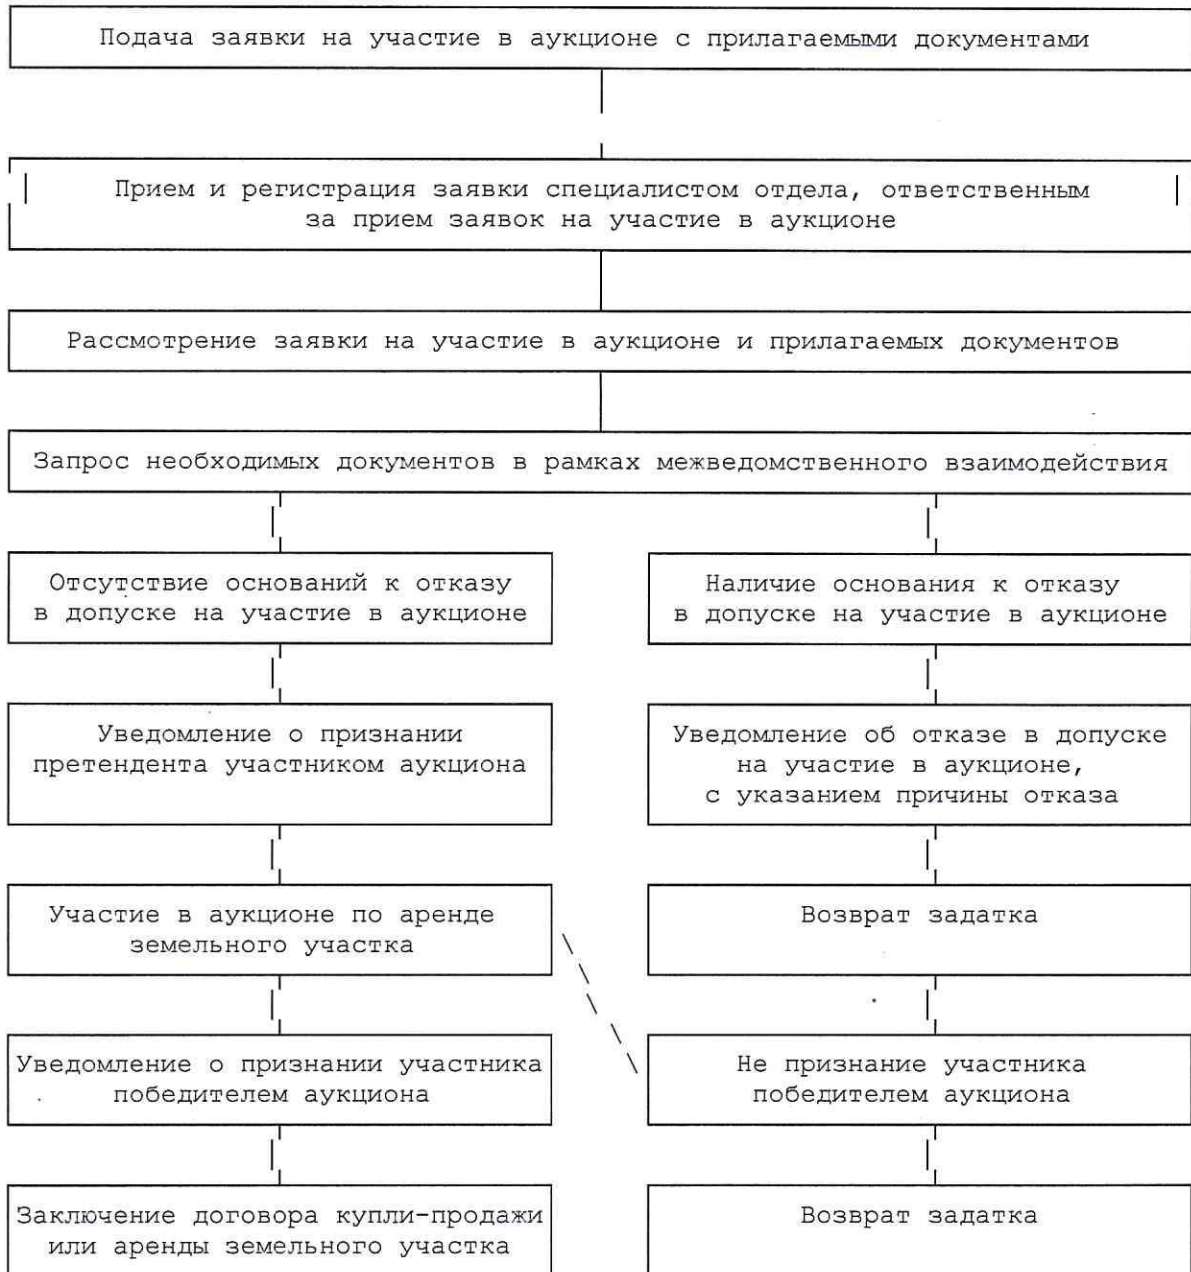 Подача заявки на участие в аукционе с прилагаемыми документами
Прием и регистрация заявки специалистом отдела, ответственным
за прием заявок на участие в аукционе
Рассмотрение заявки на участие в аукционе и прилагаемых документов
Запрос необходимых документов в рамках межведомственного взаимодействия
Отсутствие оснований к отказу
в допуске на участие в аукционе
Наличие основания к отказу
в допуске на участие в аукционе
Уведомление о признании
претендента участником аукциона
Уведомление об отказе в допуске
на участие в аукционе,
с указанием причины отказа
Участие в аукционе по аренде
земельного участка
Возврат задатка
Уведомление о признании участника
победителем аукциона
Не признание участника
победителем аукциона
Заключение договора купли-продажи
или аренды земельного участка
Возврат задатка